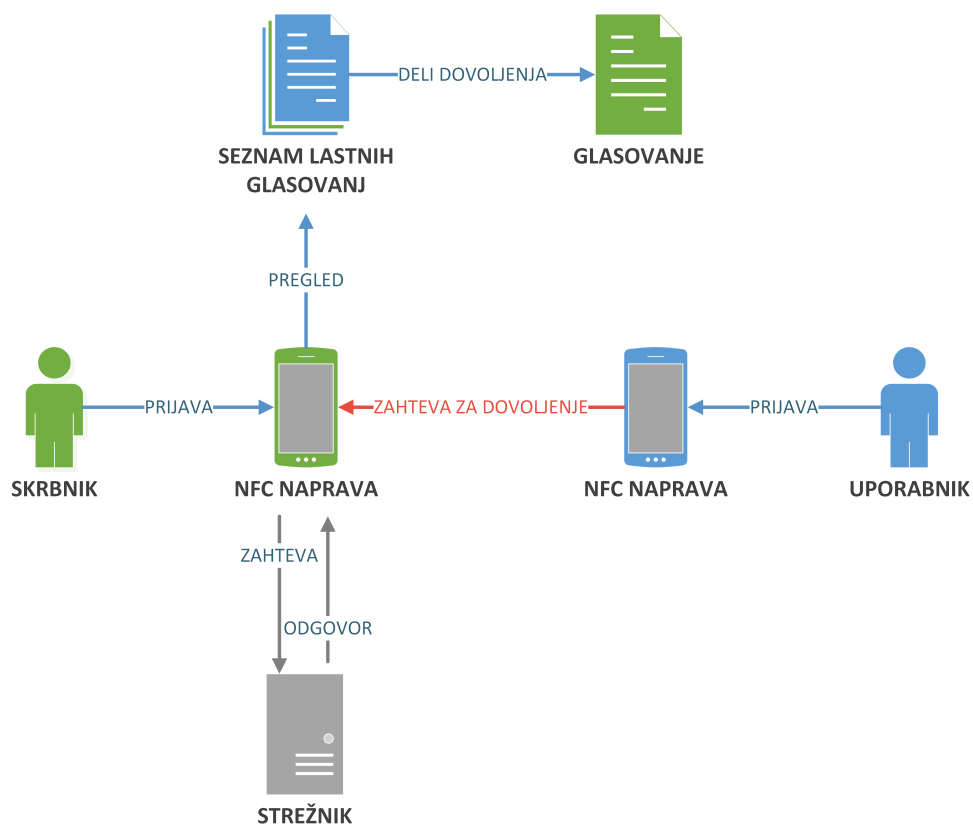 DELI DOVOLJENJA
SEZNAM LASTNIH
GLASOVANJ
GLASOVANJE
PREGLED
PRIJAVA
ZAHTEVA ZA DOVOLJENJE
PRIJAVA
SKRBNIK
NFC NAPRAVA
NFC NAPRAVA
UPORABNIK
ZAHTEVA
ODGOVOR
STREŽNIK